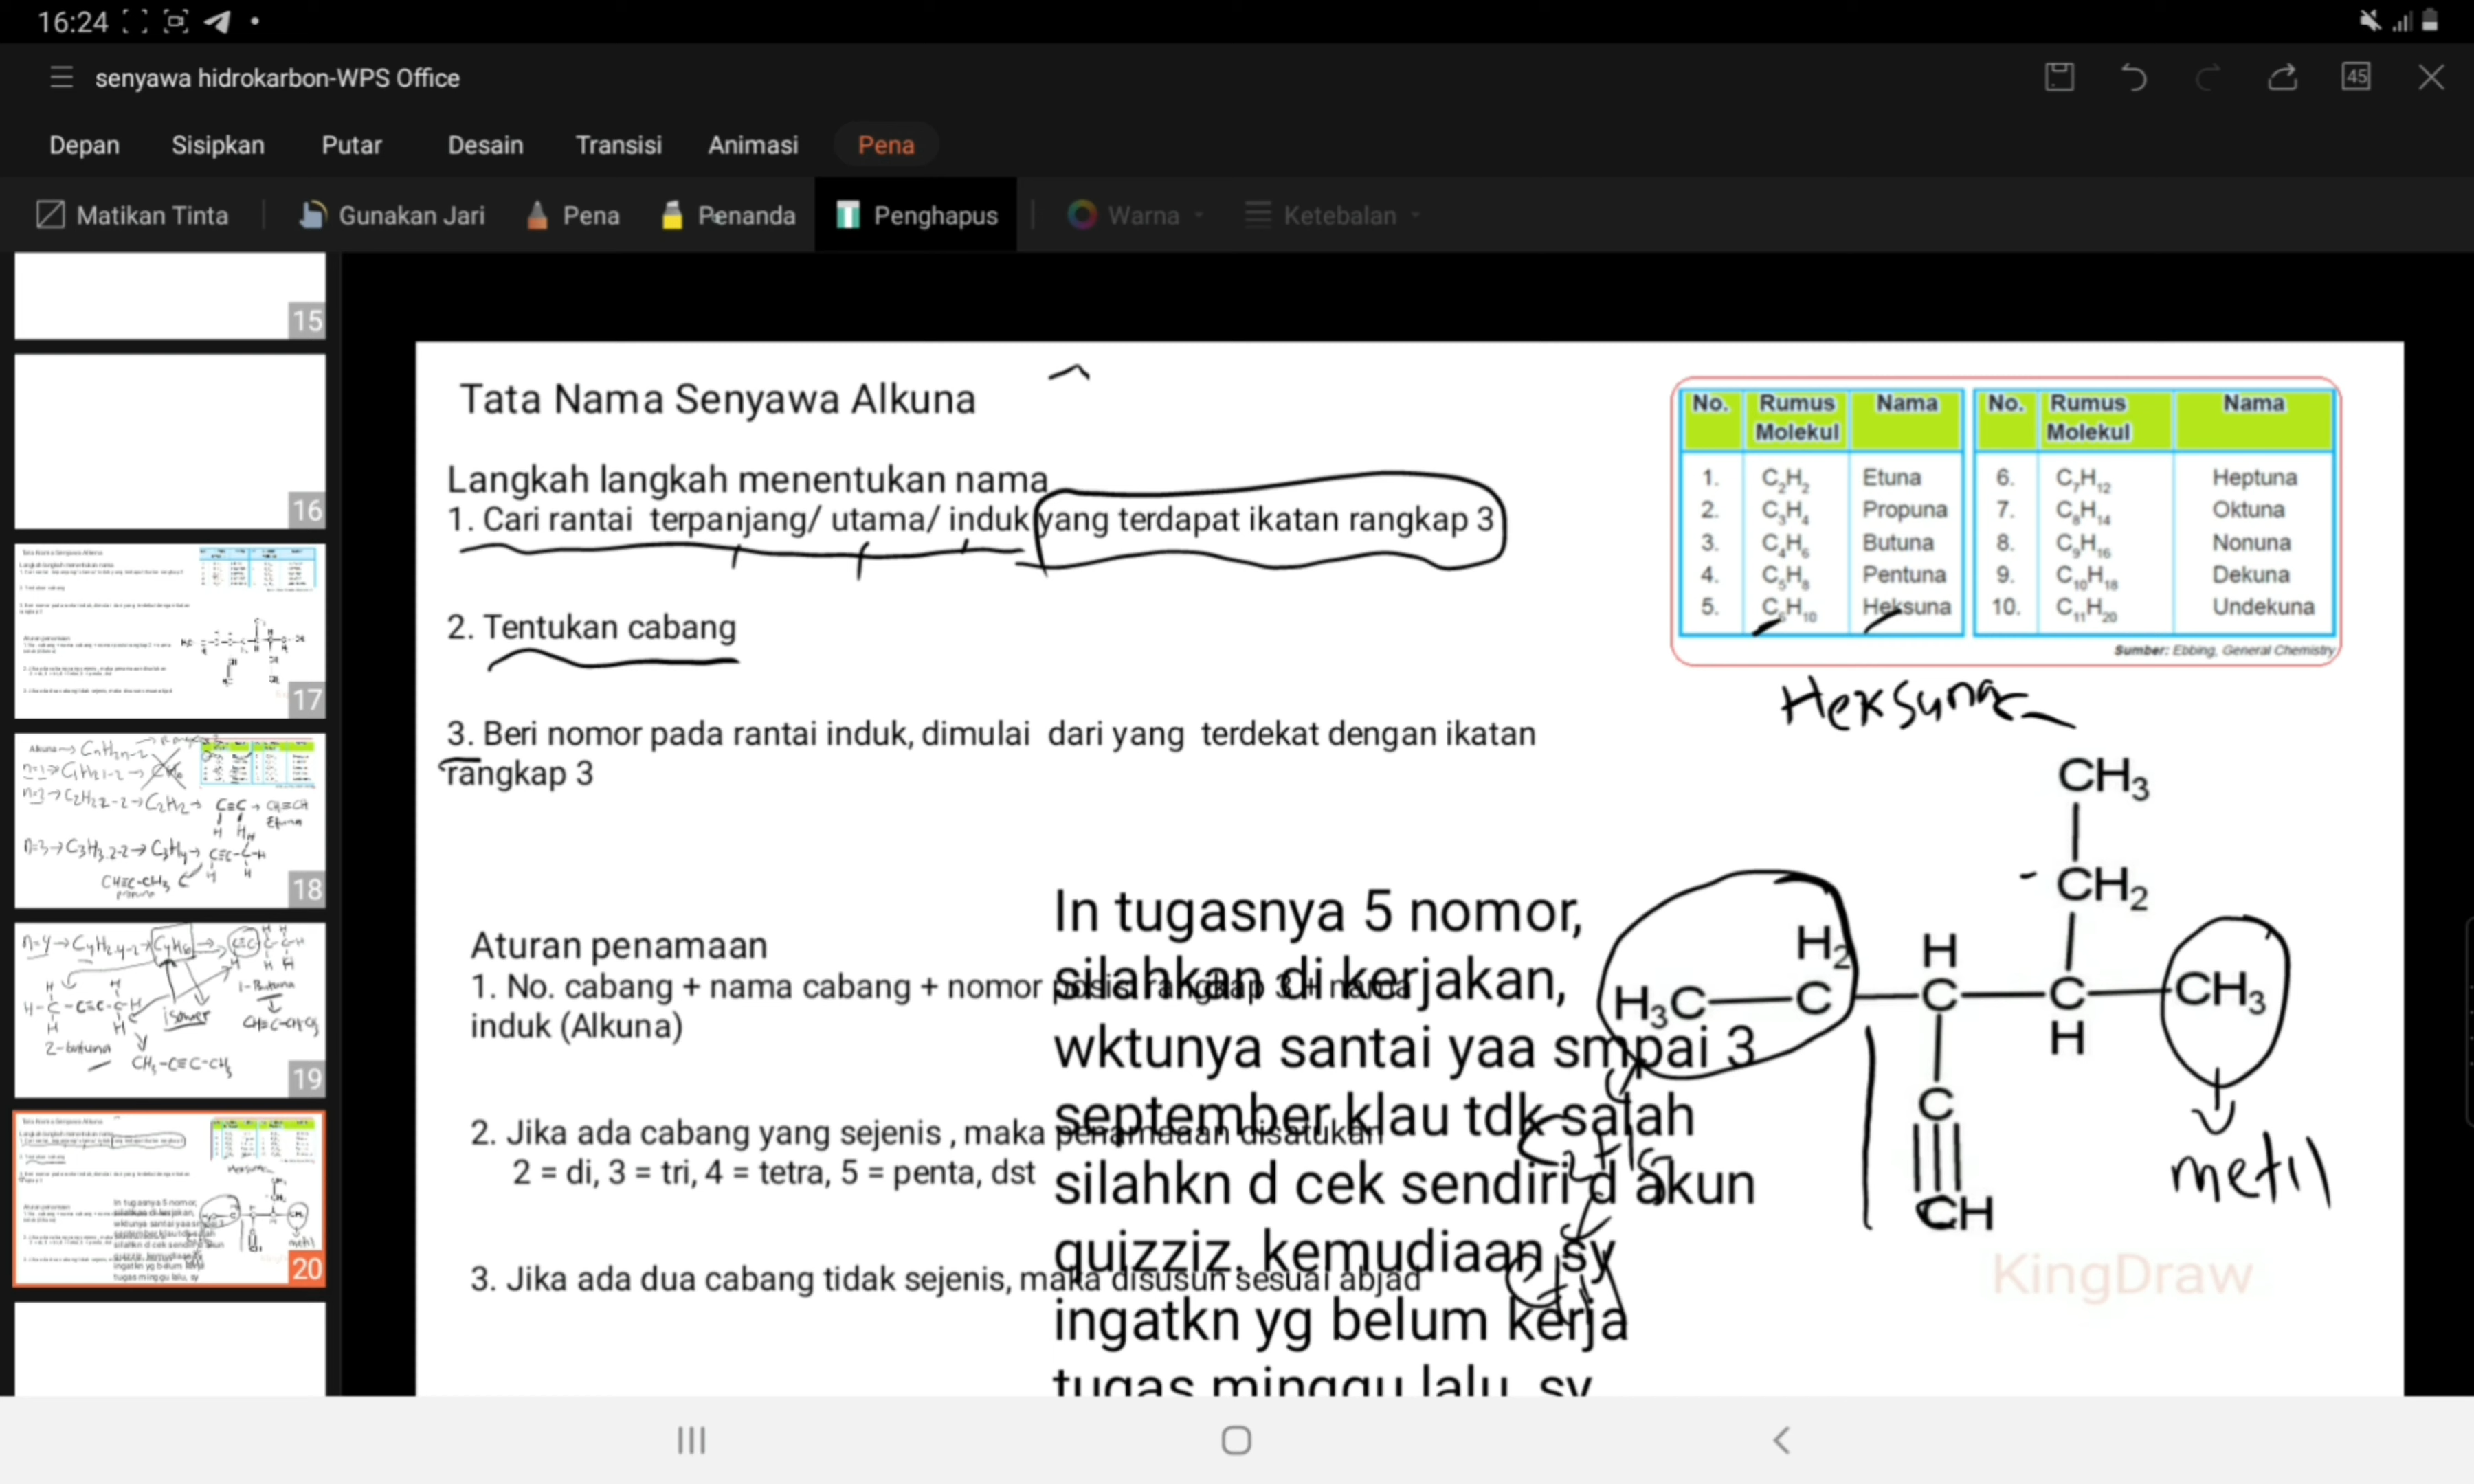 16:24
senyawa hidrokarbon-WPS Office
45
Depan Sisipkan Putar Desain Transisi Animasi Pena
Matikan Tinta Gunakan Jari Pena Penanda Penghapus Warna Ketebalan
15
16
17
18
19
20
Tata Nama Senyawa Alkuna
Langkah langkah menentukan nama
1. Cari rantai terpanjang/ utama/ induk yang terdapat ikatan rangkap 3
2. Tentukan cabang
3. Beri nomor pada rantai induk, dimulai dari yang terdekat dengan ikatan
rangkap 3
Aturan penamaan
1. No. cabang + nama cabang + nomor posisi rangkap 3 + nama
induk (Alkuna)
2. Jika ada cabang yang sejenis , maka penamaaan disatukan
2 = di, 3 = tri, 4 = tetra, 5 = penta, dst
3. Jika ada dua cabang tidak sejenis, maka disusun sesuai abjad
In tugasnya 5 nomor,
silahkan di kerjakan,
wktunya santai yaa smpai 3
september klau tdk salah
silahkn d cek sendiri d akun
quizziz. kemudiaan sy
ingatkn yg belum kerja
tugas minggu lalu, sy
No. Rumus Molekul Nama No. Rumus Molekul Nama
1. C2H2 Etuna 6. C7H12 Heptuna
2. C3H4 Propuna 7. C8H14 Oktuna
3. C4H6 Butuna 8. C9H16 Nonuna
4. C5H8 Pentuna 9. C10H18 Dekuna
5. C6H10 Heksuna 10. C11H20 Undekuna
Sumber: Ebbing, General Chemistry
Heksuna
CH3
CH2
H2 H
H3C C C C CH3
H
C
CH
C2H5
etil
metil
KingDraw